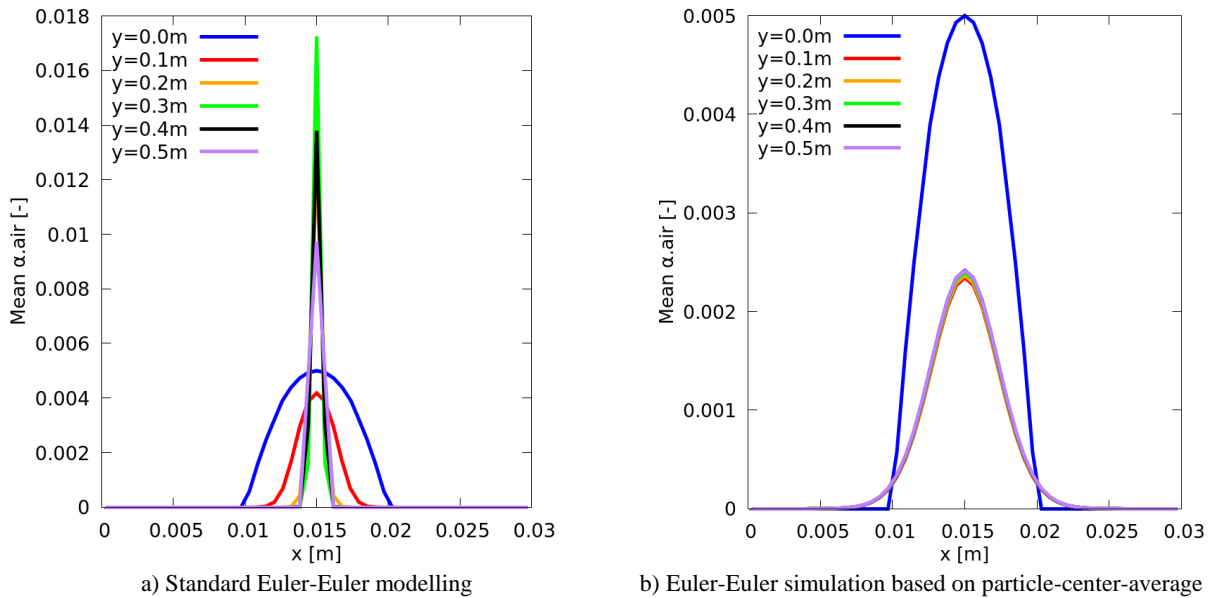 0.018
0.016
0.014
0.012
0.01
0.008
0.006
0.004
0.002
0
Mean α.air [-]
y=0.0m
y=0.1m
y=0.2m
y=0.3m
y=0.4m
y=0.5m
0 0.005 0.01 0.015 0.02 0.025 0.03
x [m]
a) Standard Euler-Euler modelling
0.005
0.004
0.003
0.002
0.001
0
Mean α.air [-]
y=0.0m
y=0.1m
y=0.2m
y=0.3m
y=0.4m
y=0.5m
0 0.005 0.01 0.015 0.02 0.025 0.03
x [m]
b) Euler-Euler simulation based on particle-center-average